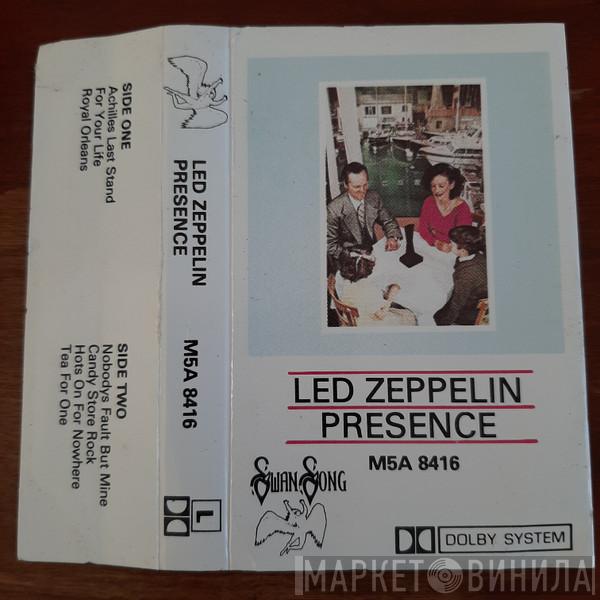 SIDE ONE
Achilles Last Stand
For Your Life
Royal Orleans
SIDE TWO
Nobodys Fault But Mine
Candy Store Rock
Hots On For Nowhere
Tea For One
LED ZEPPELIN
PRESENCE
M5A 8416
L
LED ZEPPELIN
PRESENCE
M5A 8416
SWAN SONG
DOLBY SYSTEM
МАРКЕТ ВИНИЛА